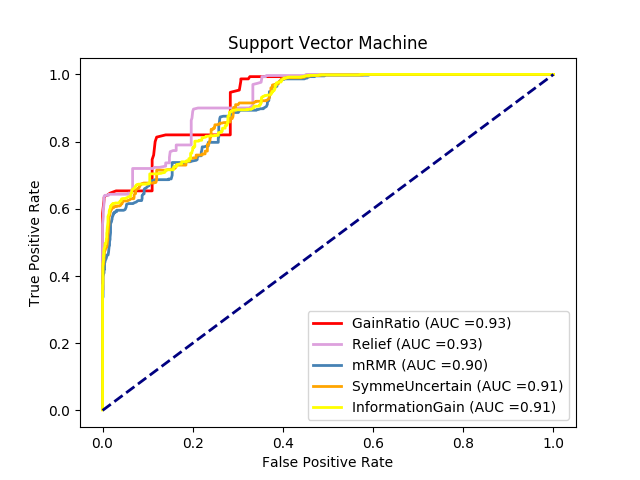 Support Vector Machine
True Positive Rate
1.0
0.8
0.6
0.4
0.2
0.0
GainRatio (AUC =0.93)
Relief (AUC =0.93)
mRMR (AUC =0.90)
SymmeUncertain (AUC =0.91)
InformationGain (AUC =0.91)
0.0 0.2 0.4 0.6 0.8 1.0
False Positive Rate